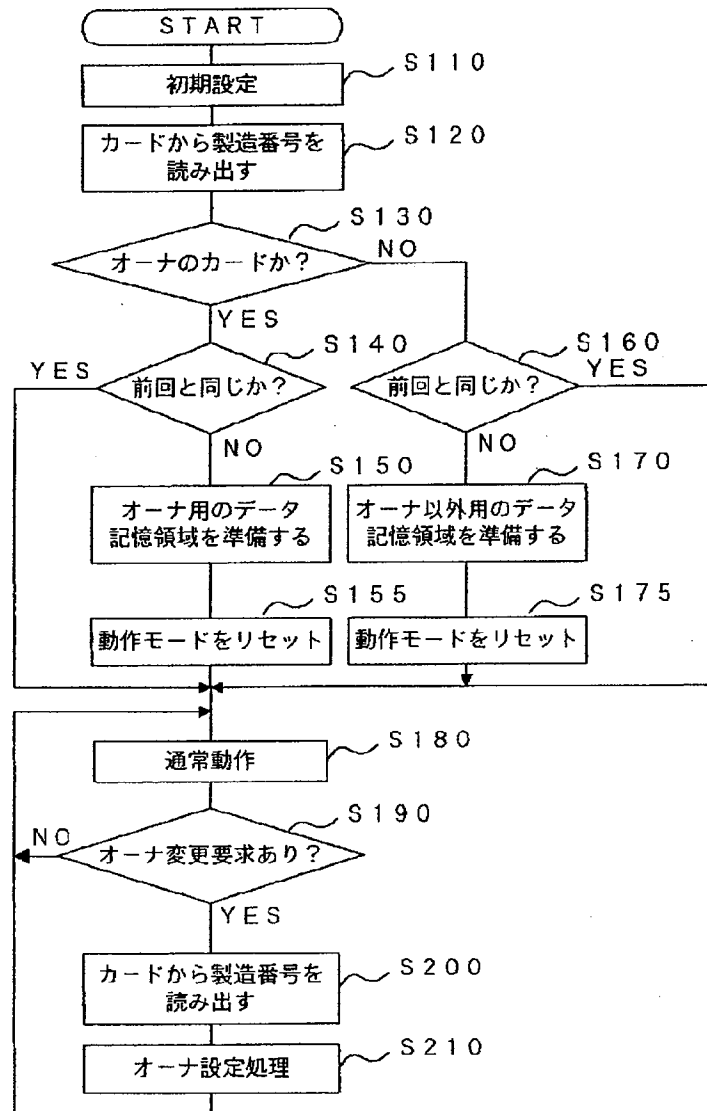 START
初期設定
S110
カードから製造番号を
読み出す
S120
オーナのカードか?
S130
NO
YES
前回と同じか?
S140
YES
NO
前回と同じか?
S160
YES
NO
オーナ用のデータ
記憶領域を準備する
S150
オーナ以外用のデータ
記憶領域を準備する
S170
動作モードをリセット
S155
動作モードをリセット
S175
通常動作
S180
オーナ変更要求あり?
S190
NO
YES
カードから製造番号を
読み出す
S200
オーナ設定処理
S210